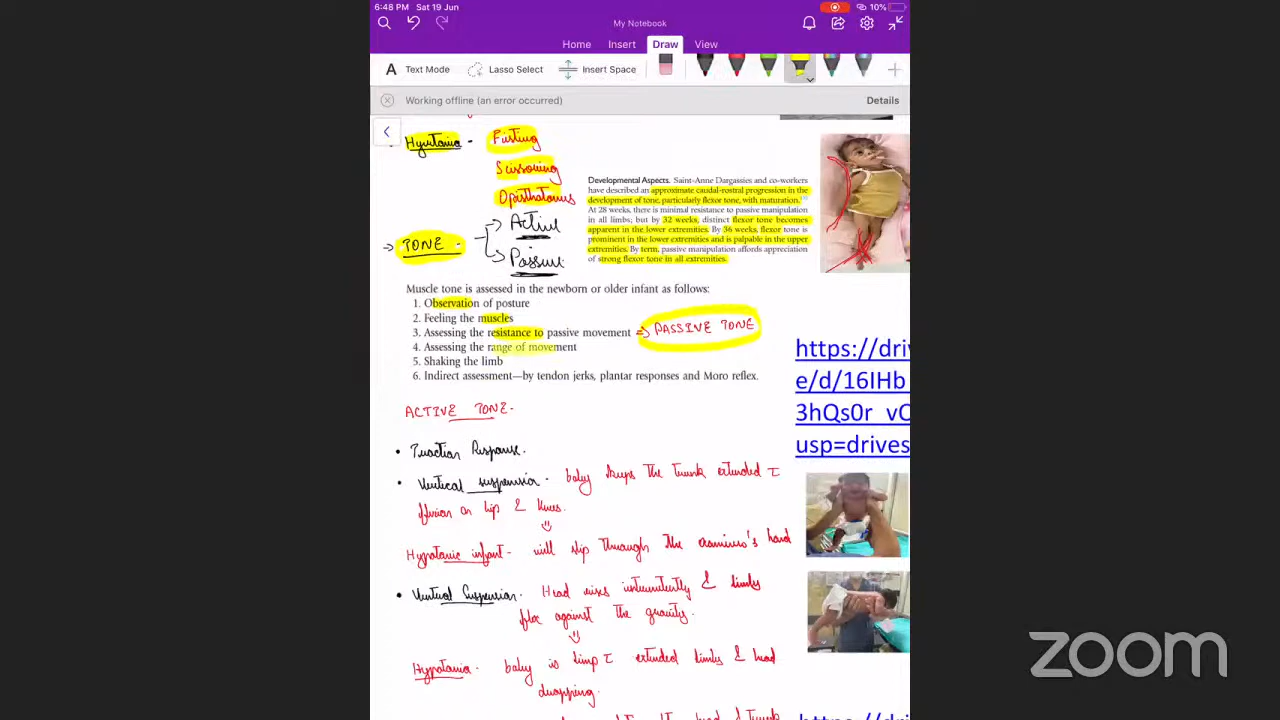 6:48 PM Sat 19 Jun
10%
My Notebook
Home Insert Draw View
A Text Mode Lasso Select Insert Space
Working offline (an error occurred) Details
Fisting
Scissoring
Opisthotonus
→ TONE -
Active
Passive
Developmental Aspects. Saint-Anne Dargassies and co-workers
have described an approximate caudal-rostral progression in the
development of tone, particularly flexor tone, with maturation.
At 28 weeks, there is minimal resistance to passive manipulation
in all limbs; but by 32 weeks, distinct flexor tone becomes
apparent in the lower extremities. By 36 weeks, flexor tone is
prominent in the lower extremities and is palpable in the upper
extremities. By term, passive manipulation affords appreciation
of strong flexor tone in all extremities.
Muscle tone is assessed in the newborn or older infant as follows:
1. Observation of posture
2. Feeling the muscles
3. Assessing the resistance to passive movement ⇒ PASSIVE TONE
4. Assessing the range of movement
5. Shaking the limb
6. Indirect assessment—by tendon jerks, plantar responses and Moro reflex.
https://driv
e/d/16IHb
3hQs0r_vC
usp=drives
ACTIVE TONE.
• Traction Response.
• Vertical suspension. baby keeps the trunk extended
flexion on hip & knees.
Hypotonic infant - will slip through the examiner's hand
• Ventral Suspension. Head rises intermittently & limbs
flex against the gravity.
Hypotonia. baby is limp extended limbs & head
dropping.
zoom